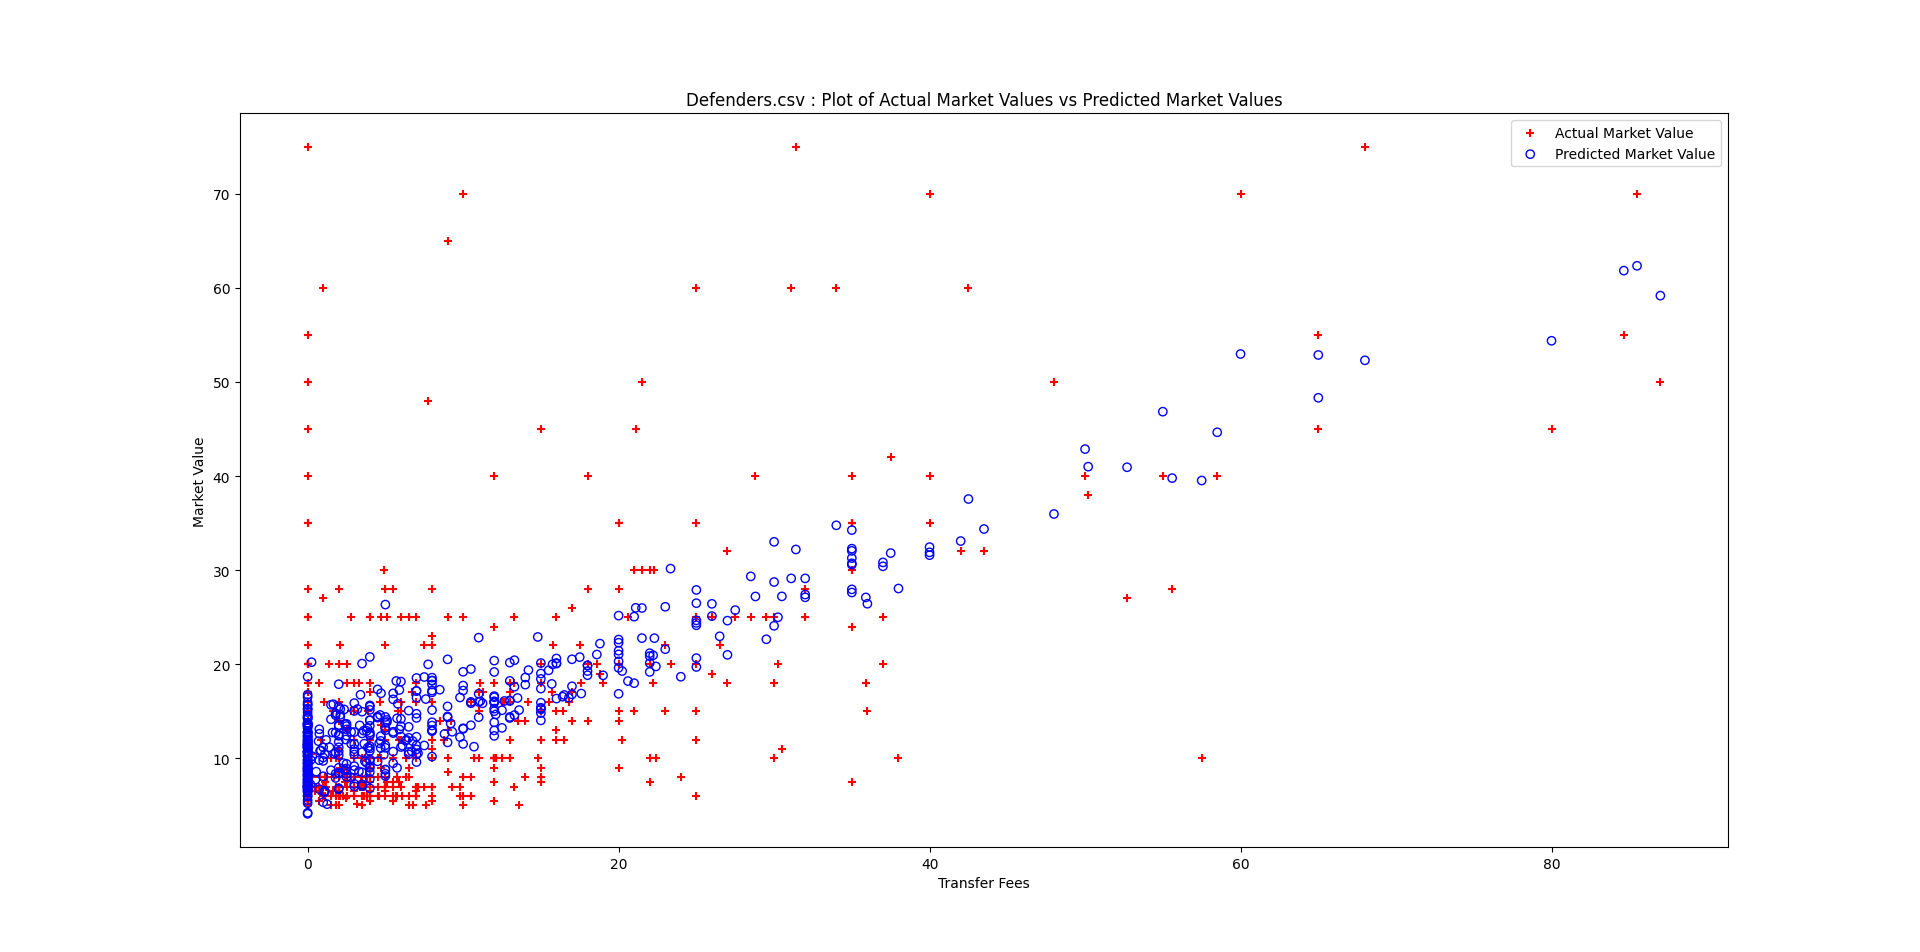 Defenders.csv : Plot of Actual Market Values vs Predicted Market Values
Actual Market Value
Predicted Market Value
Market Value
70
60
50
40
30
20
10
0
20
40
60
80
Transfer Fees